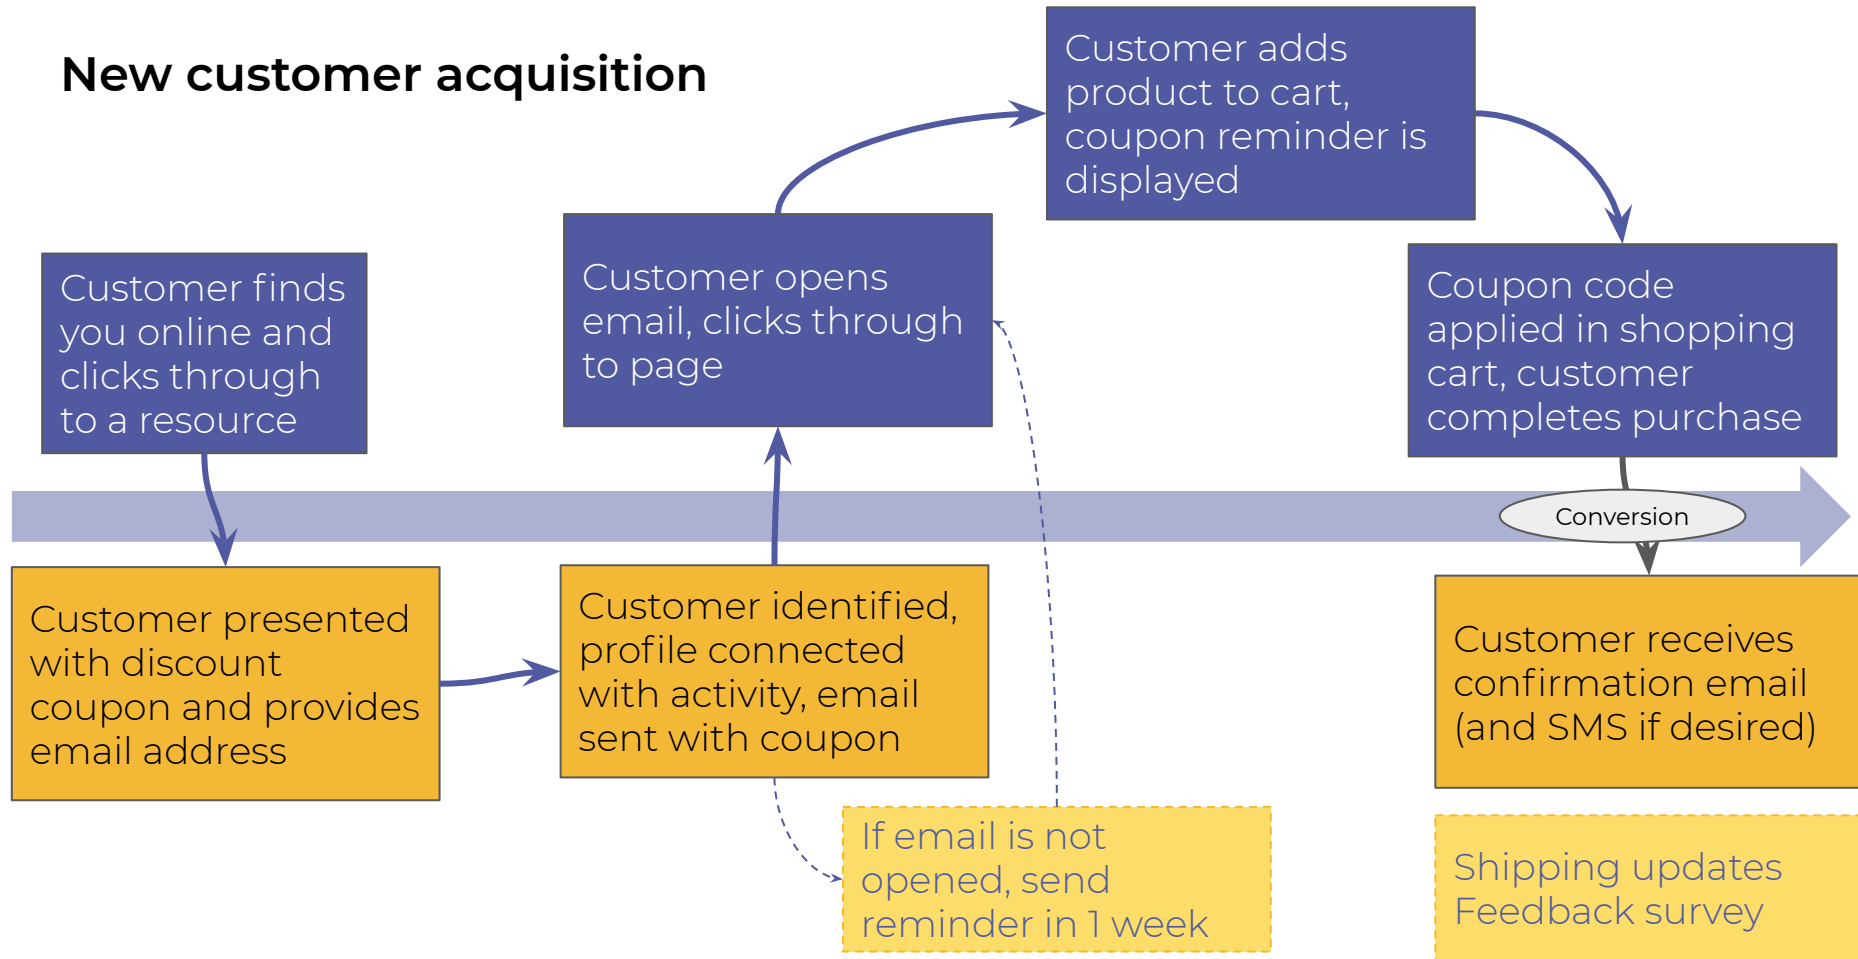 New customer acquisition
Customer adds
product to cart,
coupon reminder is
displayed
Customer finds
you online and
clicks through
to a resource
Customer opens
email, clicks through
to page
Coupon code
applied in shopping
cart, customer
completes purchase
Conversion
Customer presented
with discount
coupon and provides
email address
Customer identified,
profile connected
with activity, email
sent with coupon
Customer receives
confirmation email
(and SMS if desired)
If email is not
opened, send
reminder in 1 week
Shipping updates
Feedback survey